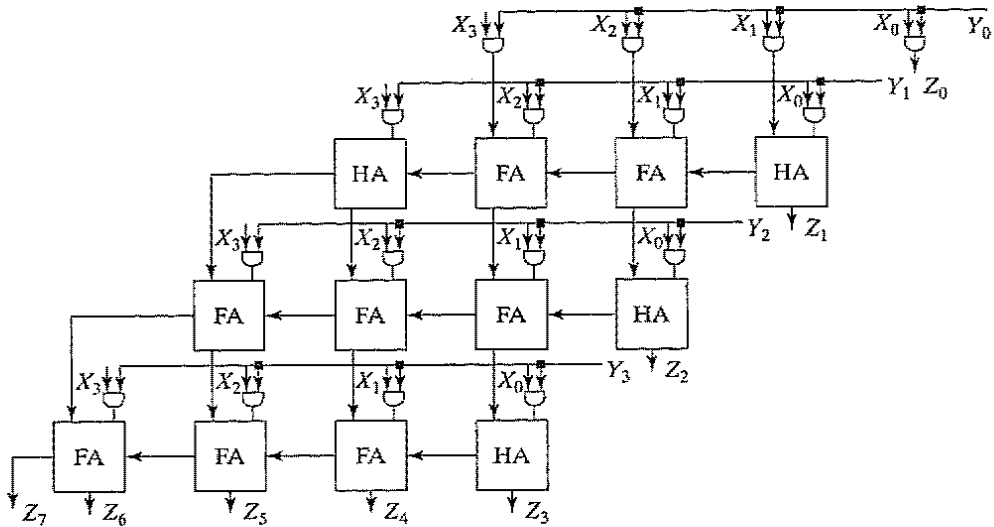 X₃ X₂ X₁ X₀ Y₀
X₃ X₂ X₁ X₀ Y₁ Z₀
HA FA FA HA
X₃ X₂ X₁ X₀ Y₂ Z₁
FA FA FA HA
X₃ X₂ X₁ X₀ Y₃ Z₂
FA FA FA HA
Z₇ Z₆ Z₅ Z₄ Z₃